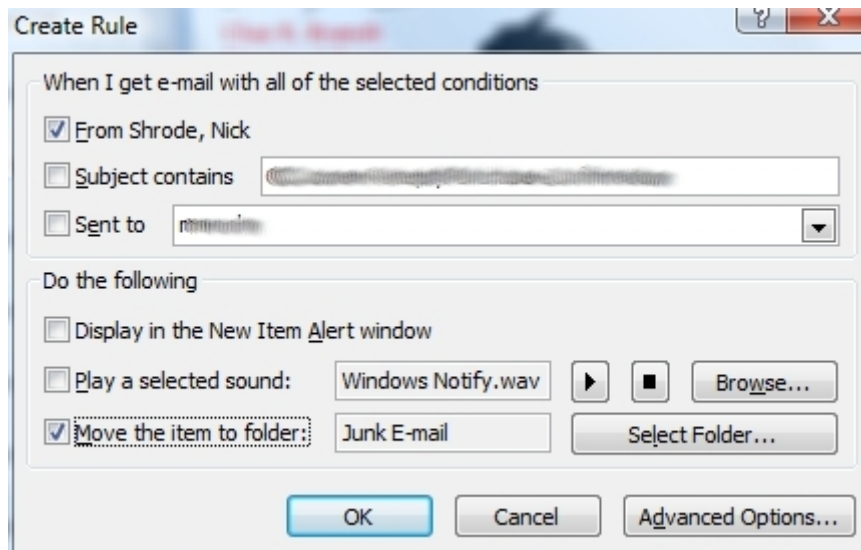 Create Rule
When I get e-mail with all of the selected conditions
From Shrode, Nick
Subject contains
Sent to
Do the following
Display in the New Item Alert window
Play a selected sound: Windows Notify.wav Browse...
Move the item to folder: Junk E-mail Select Folder...
OK Cancel Advanced Options...